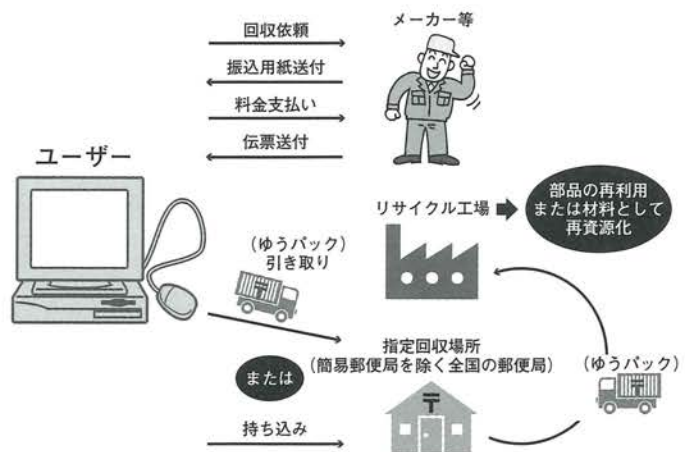 回収依頼
振込用紙送付
料金支払い
伝票送付
メーカー等
ユーザー
リサイクル工場
部品の再利用
または材料として
再資源化
(ゆうパック)
引き取り
〒
または
指定回収場所
(簡易郵便局を除く全国の郵便局)
〒
持ち込み
(ゆうパック)
〒